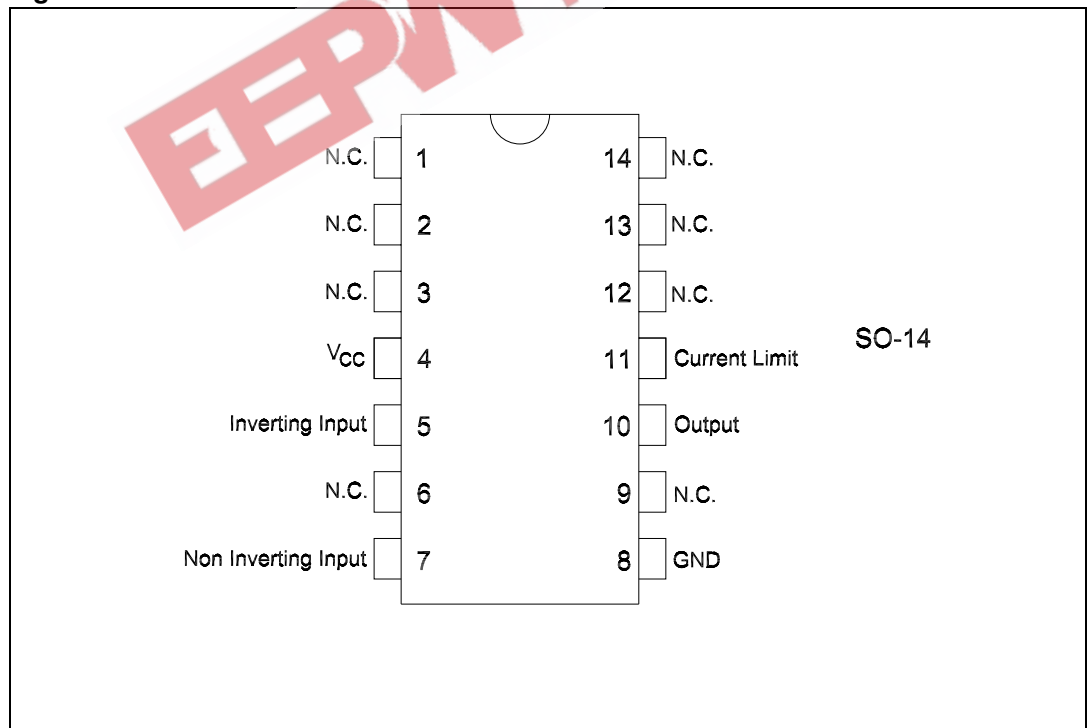 EEPW
N.C. 1 14 N.C.
N.C. 2 13 N.C.
N.C. 3 12 N.C.
VCC 4 11 Current Limit
SO-14
Inverting Input 5 10 Output
N.C. 6 9 N.C.
Non Inverting Input 7 8 GND